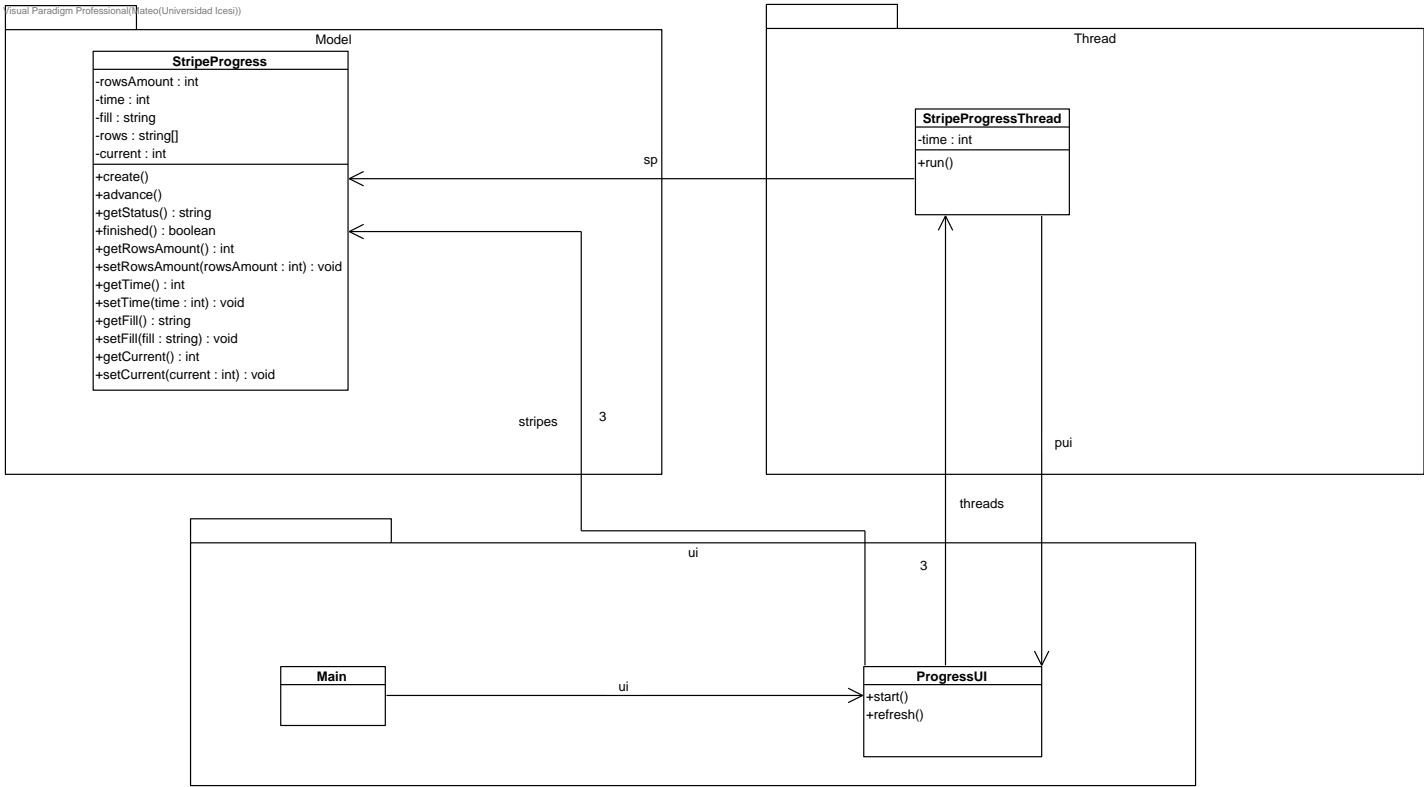 Visual Paradigm Professional(Mateo(Universidad Icesi))
Model
StripeProgress
-rowsAmount : int
-time : int
-fill : string
-rows : string[]
-current : int
+create()
+advance()
+getStatus() : string
+finished() : boolean
+getRowsAmount() : int
+setRowsAmount(rowsAmount : int) : void
+getTime() : int
+setTime(time : int) : void
+getFill() : string
+setFill(fill : string) : void
+getCurrent() : int
+setCurrent(current : int) : void
Thread
StripeProgressThread
-time : int
+run()
sp
stripes
3
pui
threads
3
ui
Main
ui
ProgressUI
+start()
+refresh()